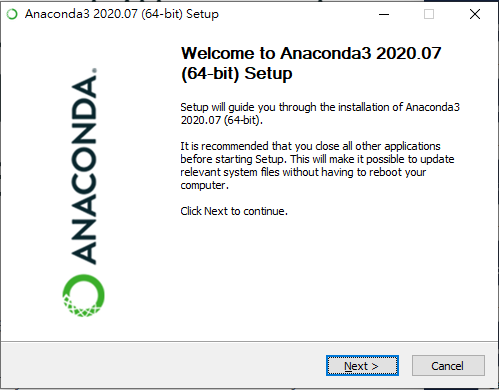 Anaconda3 2020.07 (64-bit) Setup
ANACONDA.
Welcome to Anaconda3 2020.07
(64-bit) Setup
Setup will guide you through the installation of Anaconda3
2020.07 (64-bit).
It is recommended that you close all other applications
before starting Setup. This will make it possible to update
relevant system files without having to reboot your
computer.
Click Next to continue.
Next >
Cancel